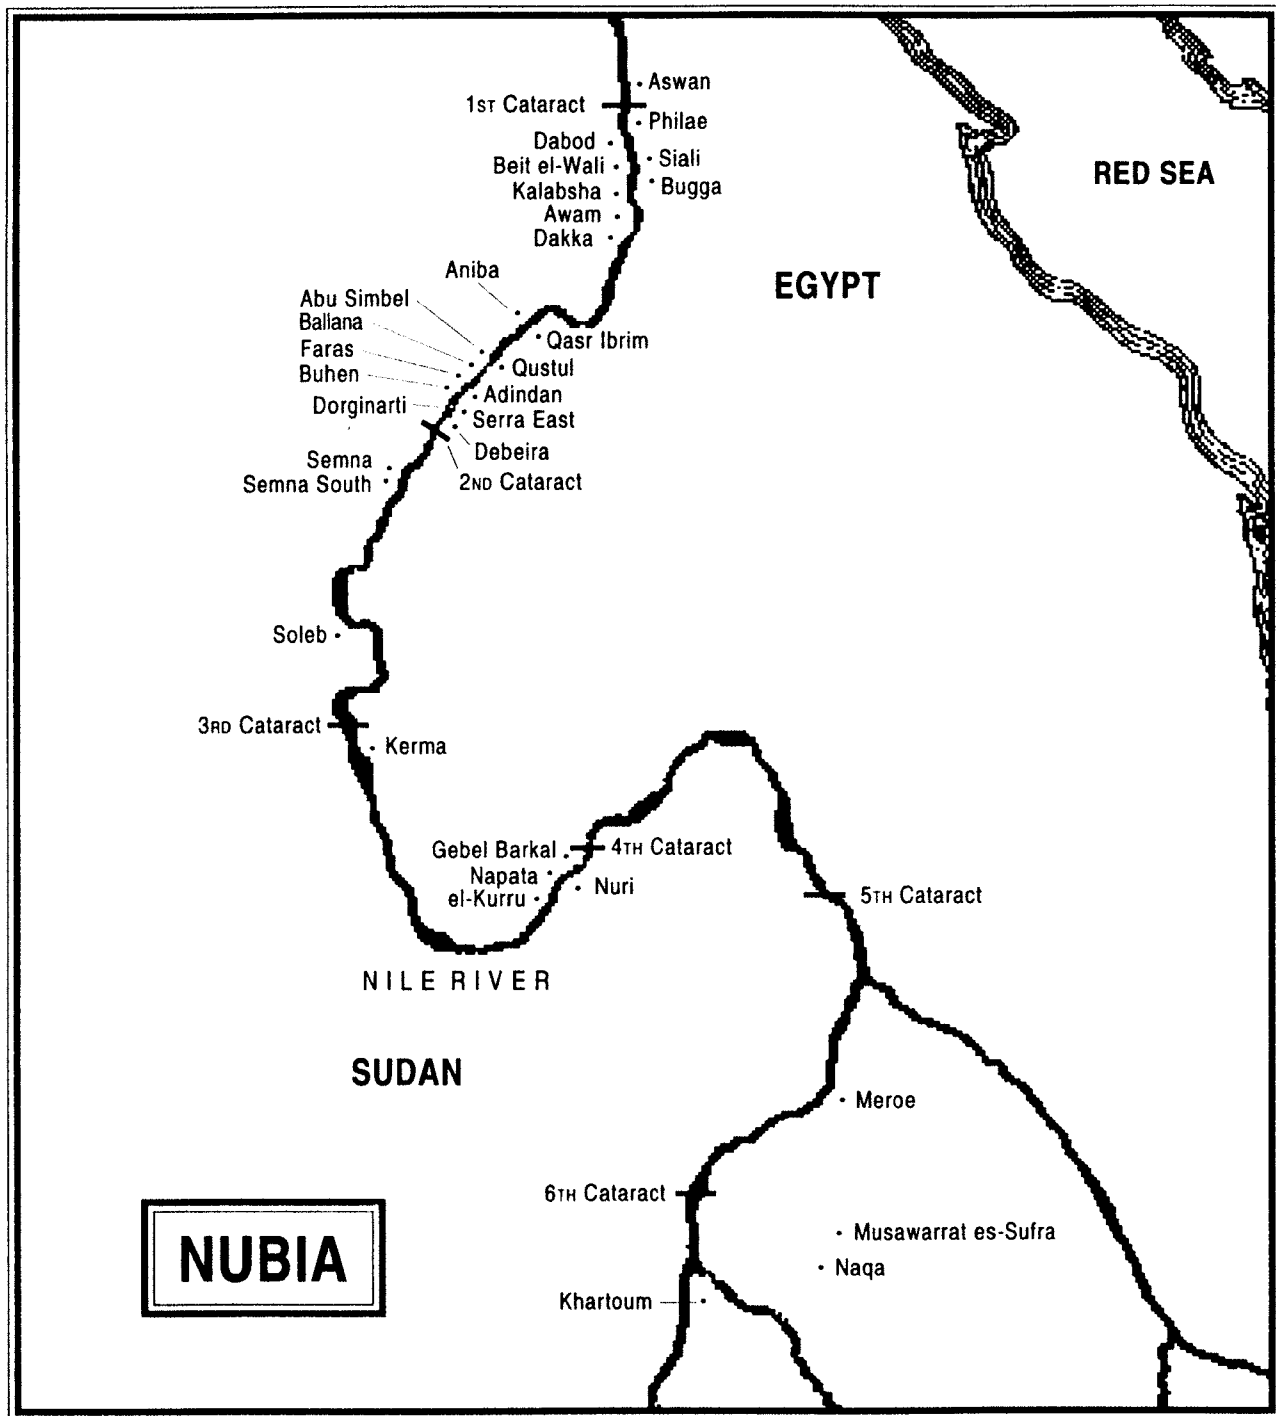 Aswan
1ST Cataract
Philae
Dabod
Siali
Beit el-Wali
RED SEA
Bugga
Kalabsha
Awam
Dakka
Aniba
EGYPT
Abu Simbel
Ballana
Qasr Ibrim
Faras
Qustul
Buhen
Adindan
Dorginarti
Serra East
Debeira
Semna
2ND Cataract
Semna South
Soleb
3RD Cataract
Kerma
4TH Cataract
Gebel Barkal
Napata
Nuri
el-Kurru
5TH Cataract
NILE RIVER
SUDAN
Meroe
6TH Cataract
Musawarrat es-Sufra
NUBIA
Naqa
Khartoum